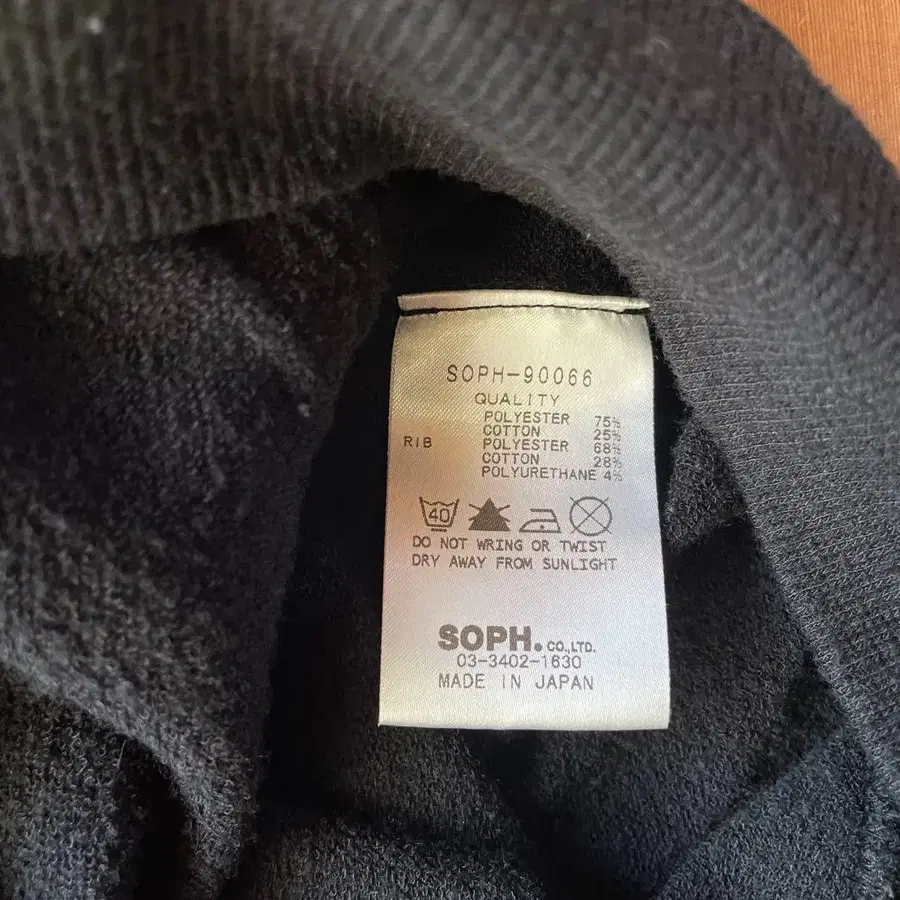 SOPH-90066
QUALITY
POLYESTER 75%
COTTON 25%
RIB POLYESTER 68%
COTTON 28%
POLYURETHANE 4%
40
DO NOT WRING OR TWIST
DRY AWAY FROM SUNLIGHT
SOPH. CO.,LTD.
03-3402-1630
MADE IN JAPAN